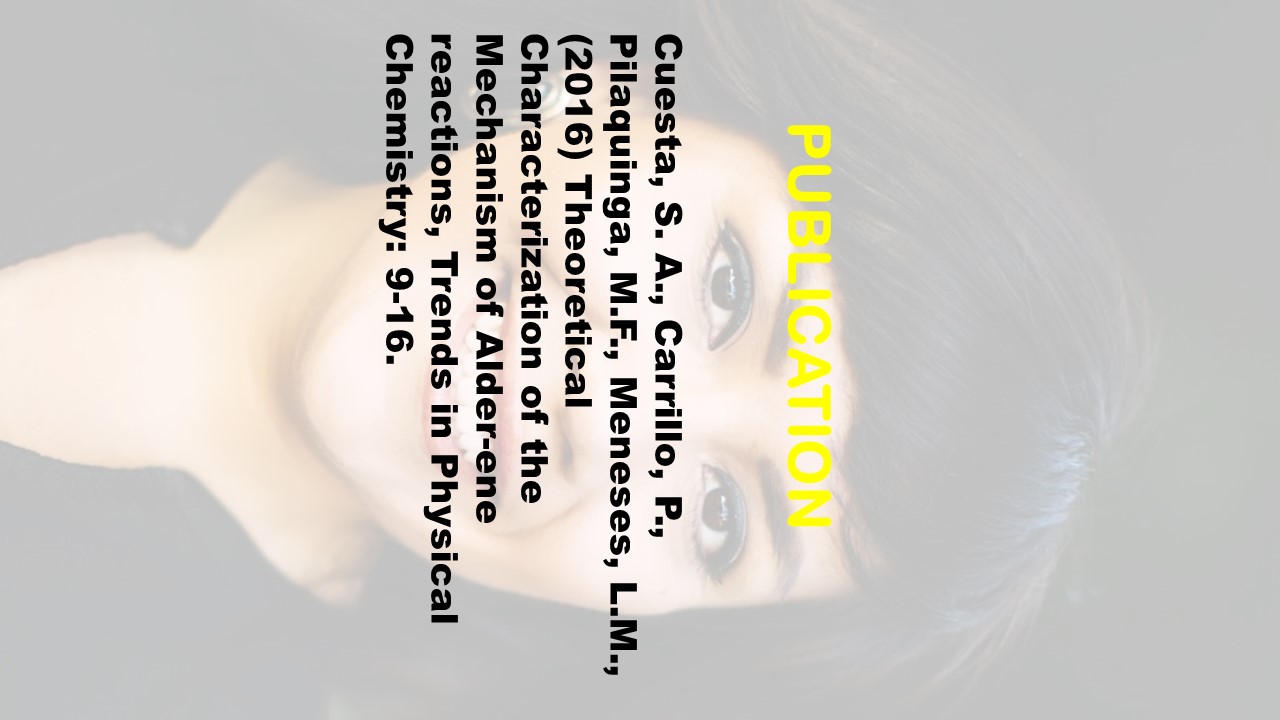 PUBLICATION
Cuesta, S. A., Carrillo, P.,
Pilaquinga, M.F., Meneses, L.M.,
(2016) Theoretical
Characterization of the
Mechanism of Alder-ene
reactions, Trends in Physical
Chemistry: 9-16.